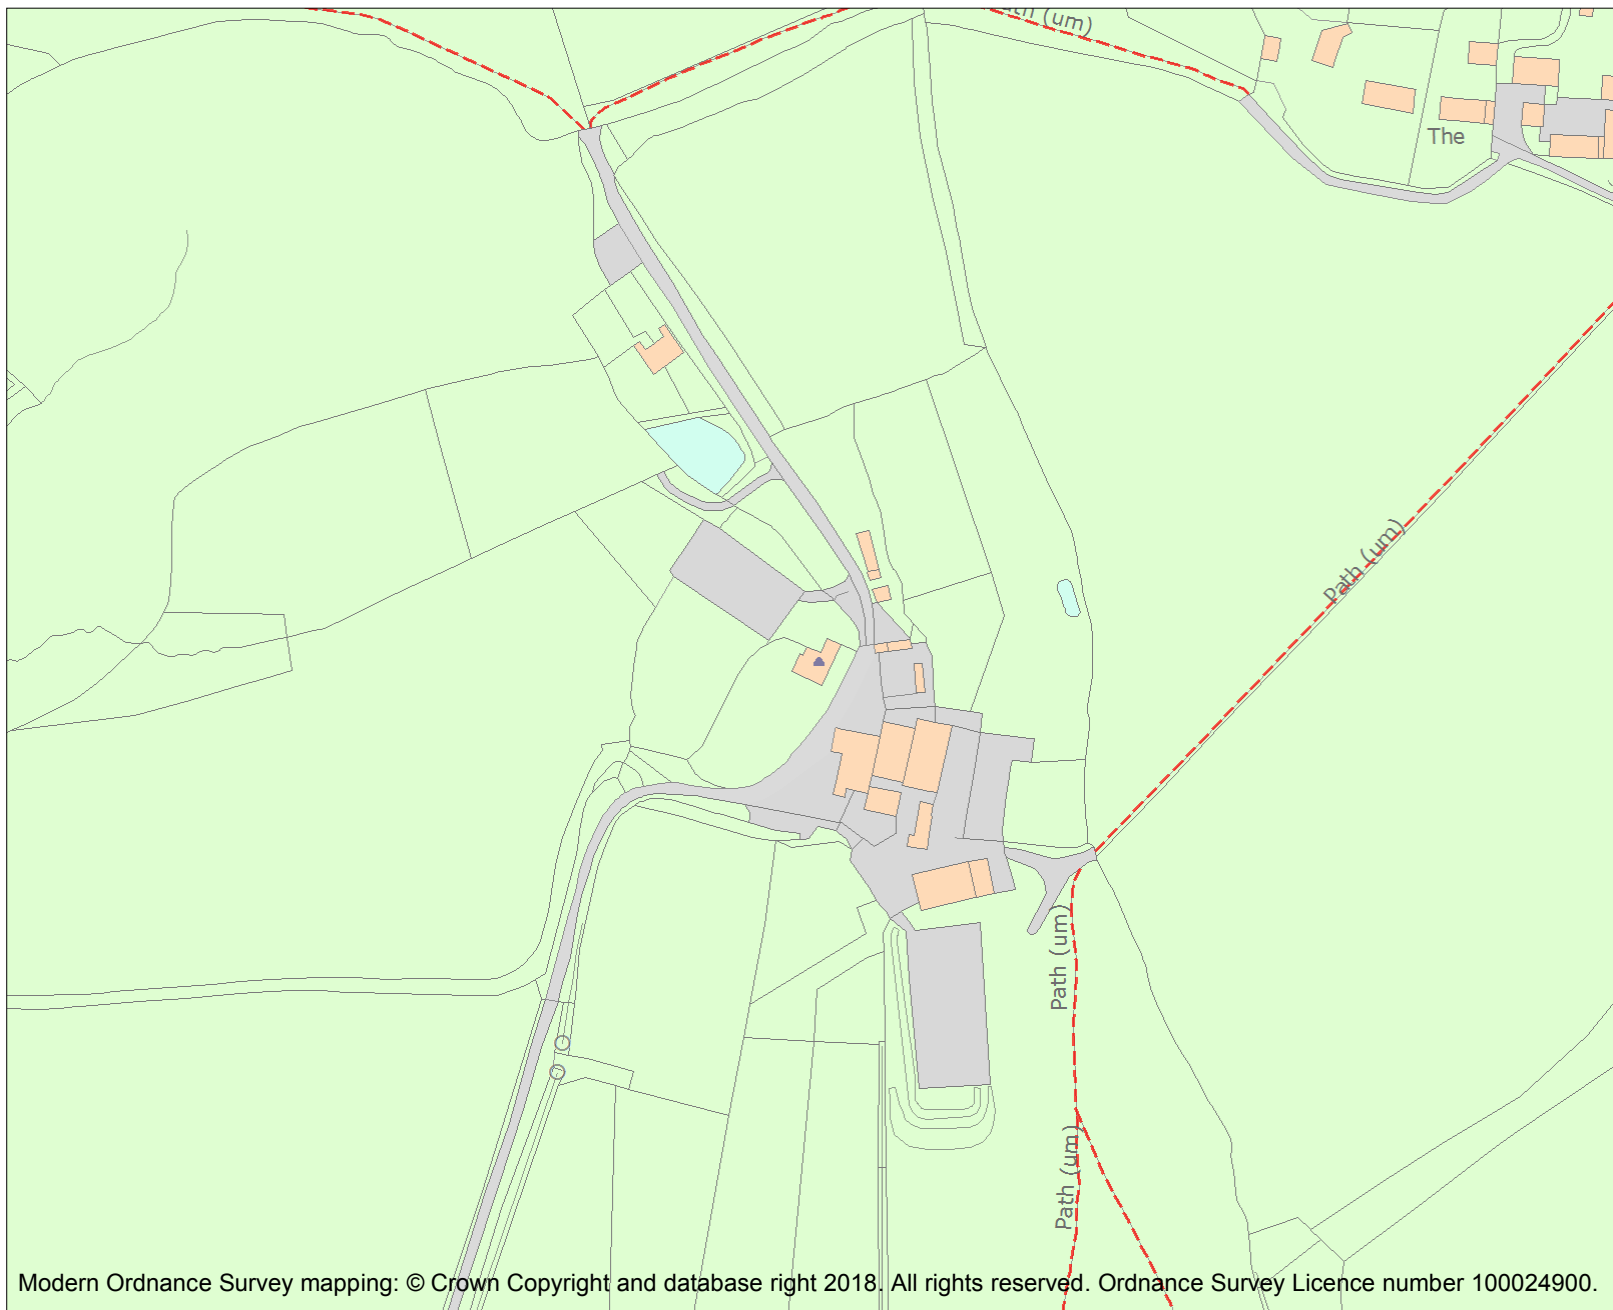 (um)
The
Path (um)
Path (um)
Path (um)
Modern Ordnance Survey mapping: © Crown Copyright and database right 2018. All rights reserved. Ordnance Survey Licence number 100024900.